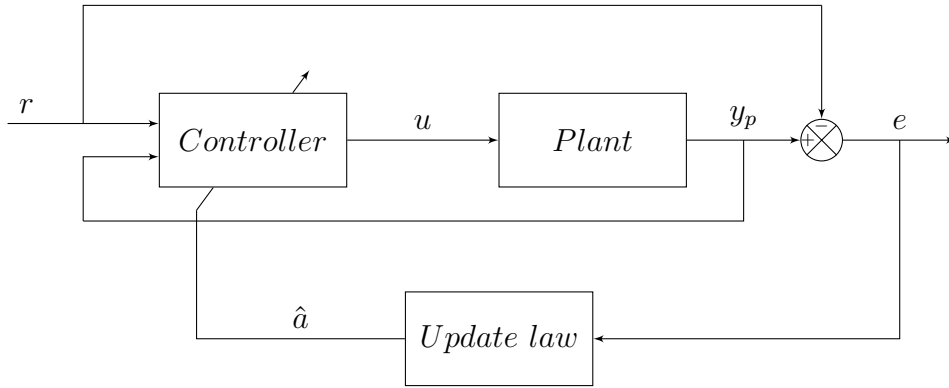 r
Controller
u
Plant
y_p
+
−
e
â
Update law